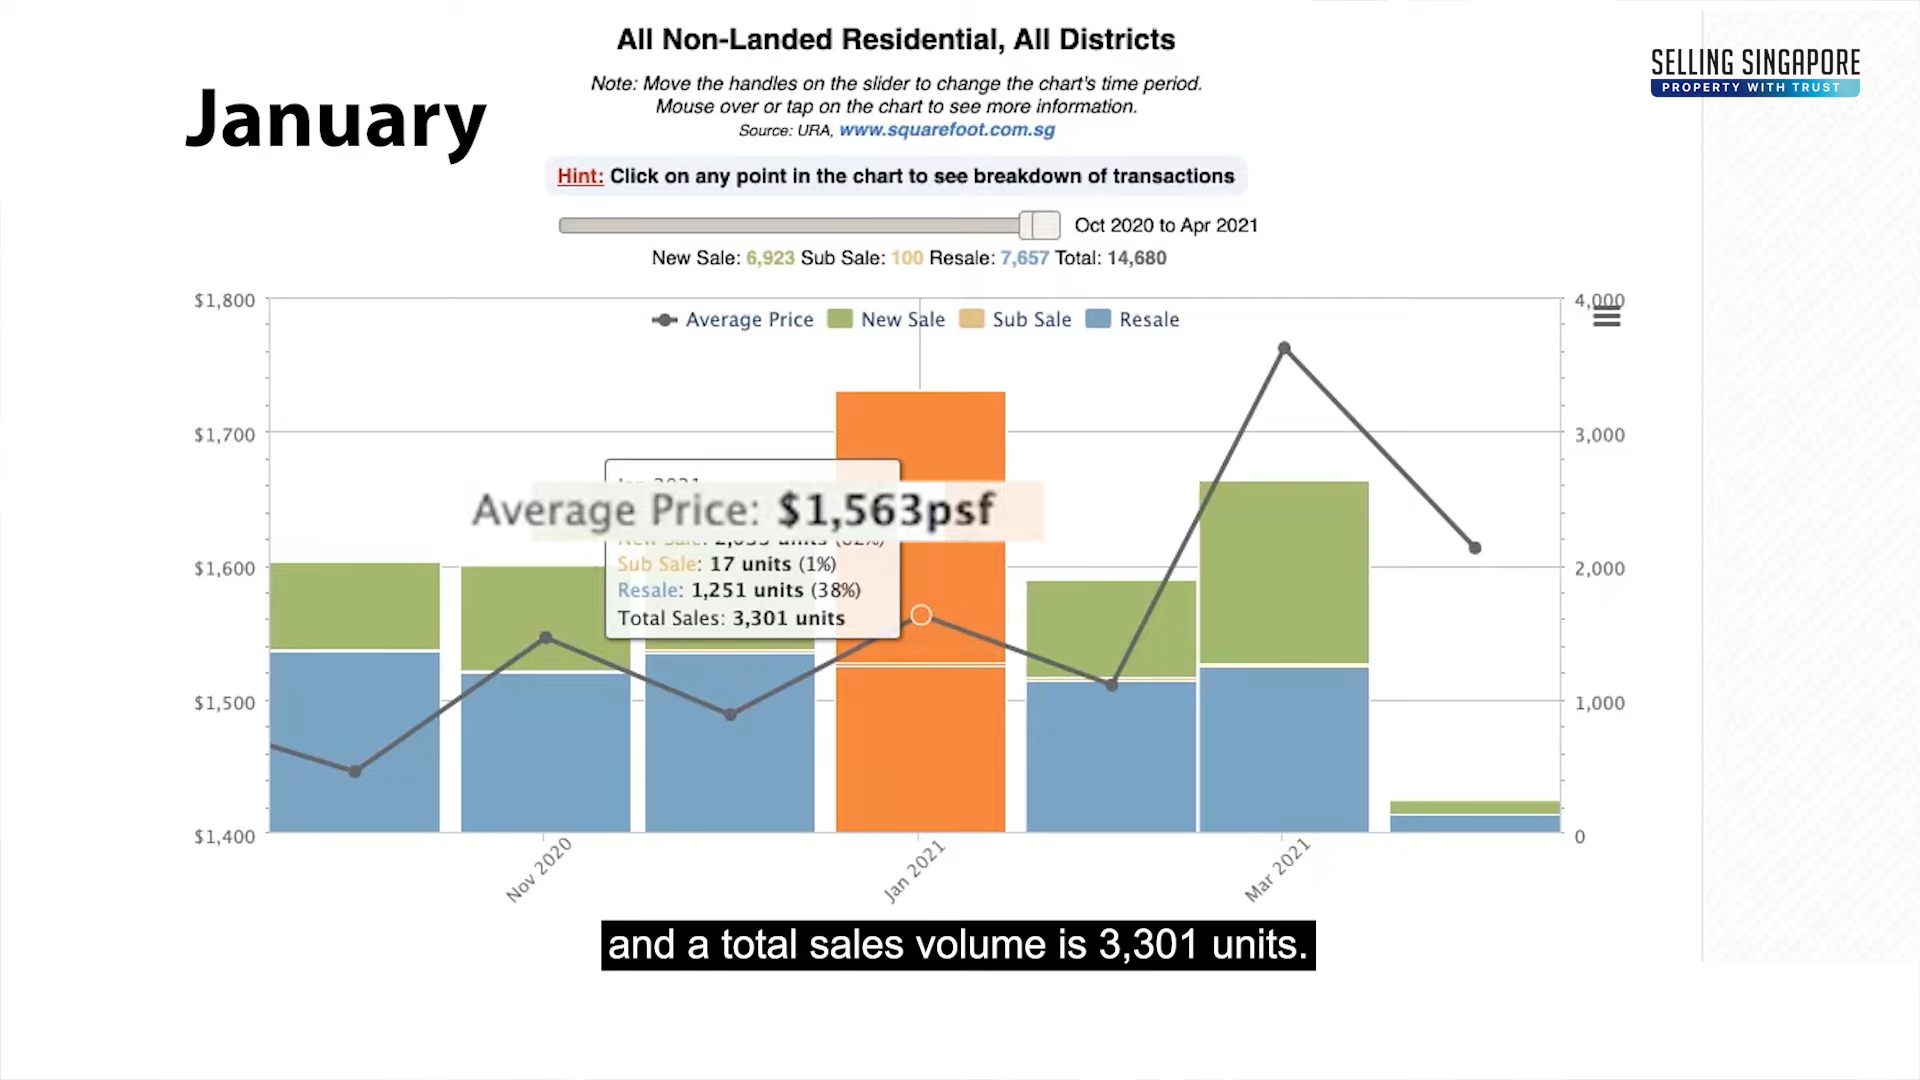 All Non-Landed Residential, All Districts
SELLING SINGAPORE
PROPERTY WITH TRUST
January
Note: Move the handles on the slider to change the chart's time period.
Mouse over or tap on the chart to see more information.
Source: URA, www.squarefoot.com.sg
Hint: Click on any point in the chart to see breakdown of transactions
Oct 2020 to Apr 2021
New Sale: 6,923 Sub Sale: 100 Resale: 7,657 Total: 14,680
Average Price New Sale Sub Sale Resale
$1,800
$1,700
$1,600
$1,500
$1,400
4,000
3,000
2,000
1,000
0
Average Price: $1,563psf
Sub Sale: 17 units (1%)
Resale: 1,251 units (38%)
Total Sales: 3,301 units
Nov 2020
Jan 2021
Mar 2021
and a total sales volume is 3,301 units.